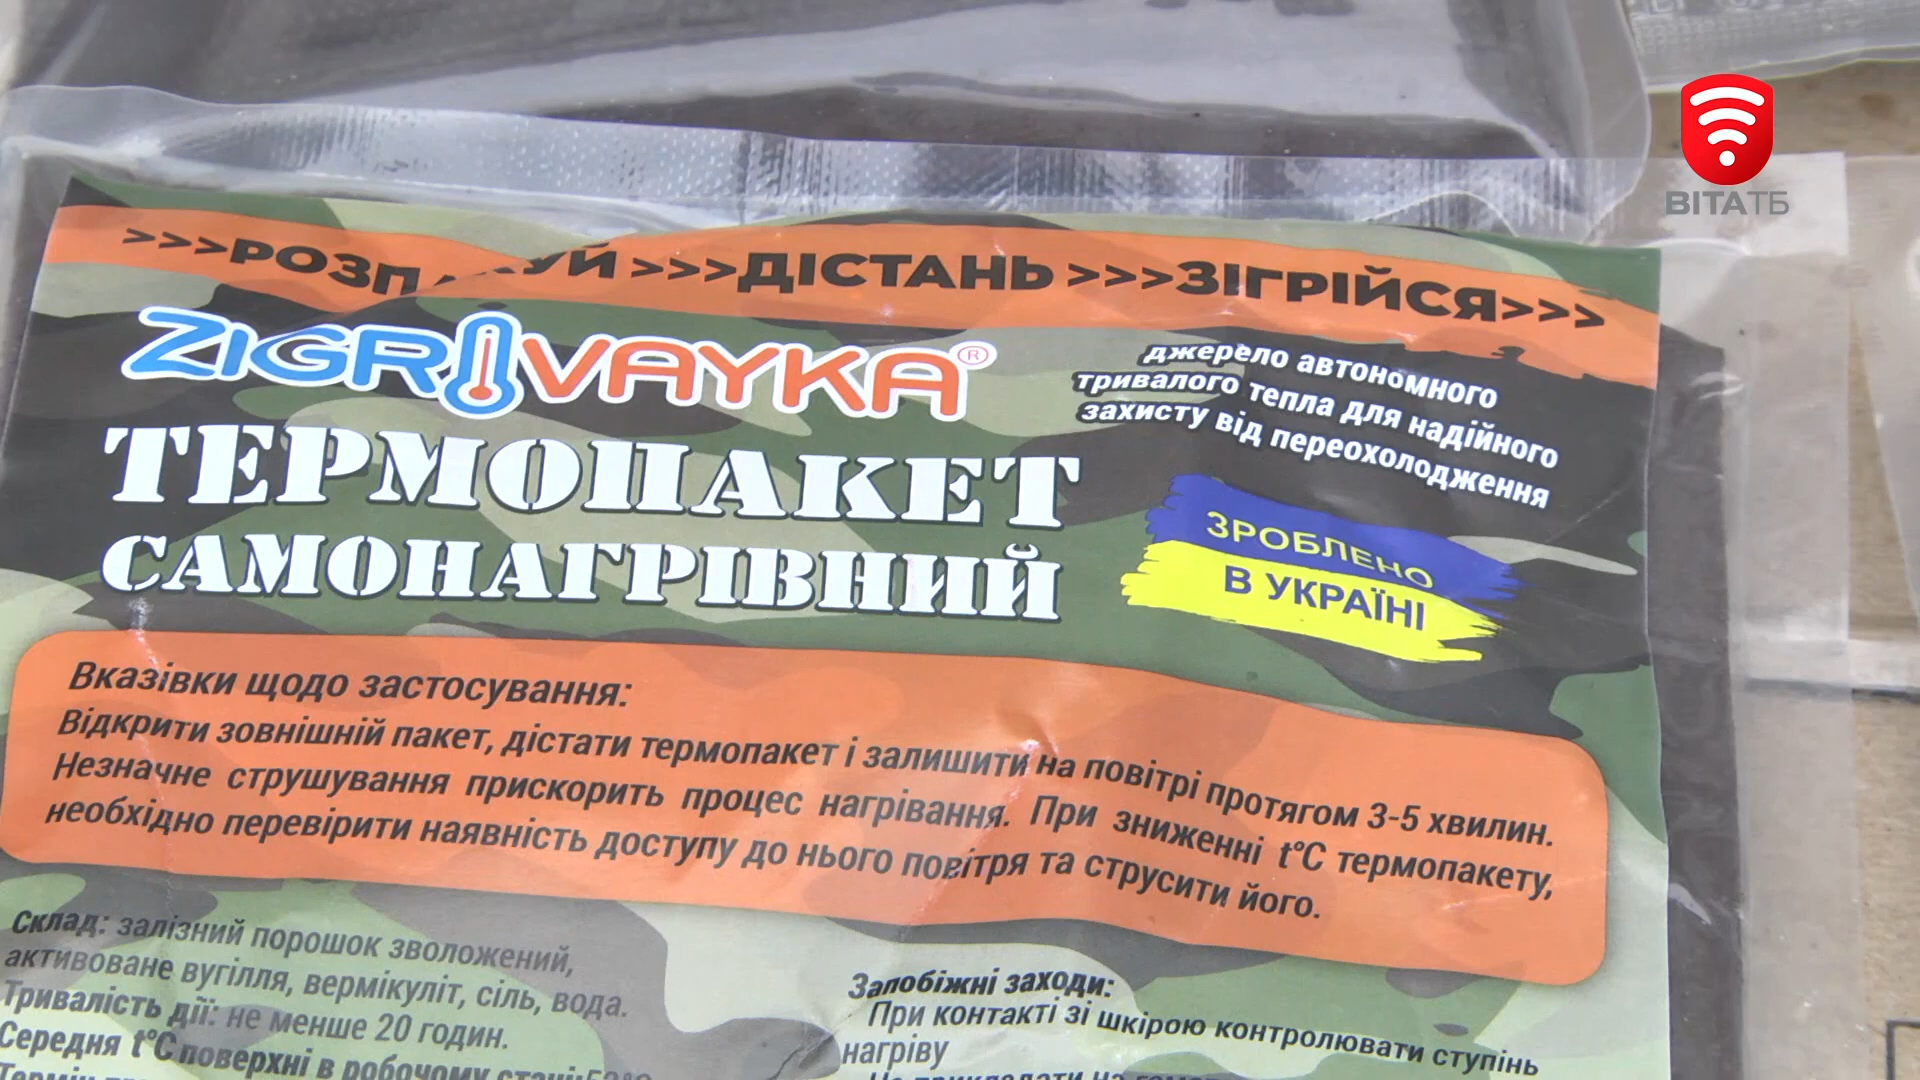 ВІТАТБ
>>>РОЗПАКУЙ>>>ДІСТАНЬ>>>ЗІГРІЙСЯ>>>
ZIGRIVAYKA®
джерело автономного
тривалого тепла для надійного
захисту від переохолодження
ТЕРМОПАКЕТ
САМОНАГРІВНИЙ
ЗРОБЛЕНО
В УКРАЇНІ
Вказівки щодо застосування:
Відкрити зовнішній пакет, дістати термопакет і залишити на повітрі протягом 3-5 хвилин.
Незначне струшування прискорить процес нагрівання. При зниженні t°C термопакету,
необхідно перевірити наявність доступу до нього повітря та струсити його.
Склад: залізний порошок зволожений,
активоване вугілля, вермікуліт, сіль, вода.
Тривалість дії: не менше 20 годин.
Середня t°C поверхні в робочому стані:
Запобіжні заходи:
При контакті зі шкірою контролювати ступінь
нагріву